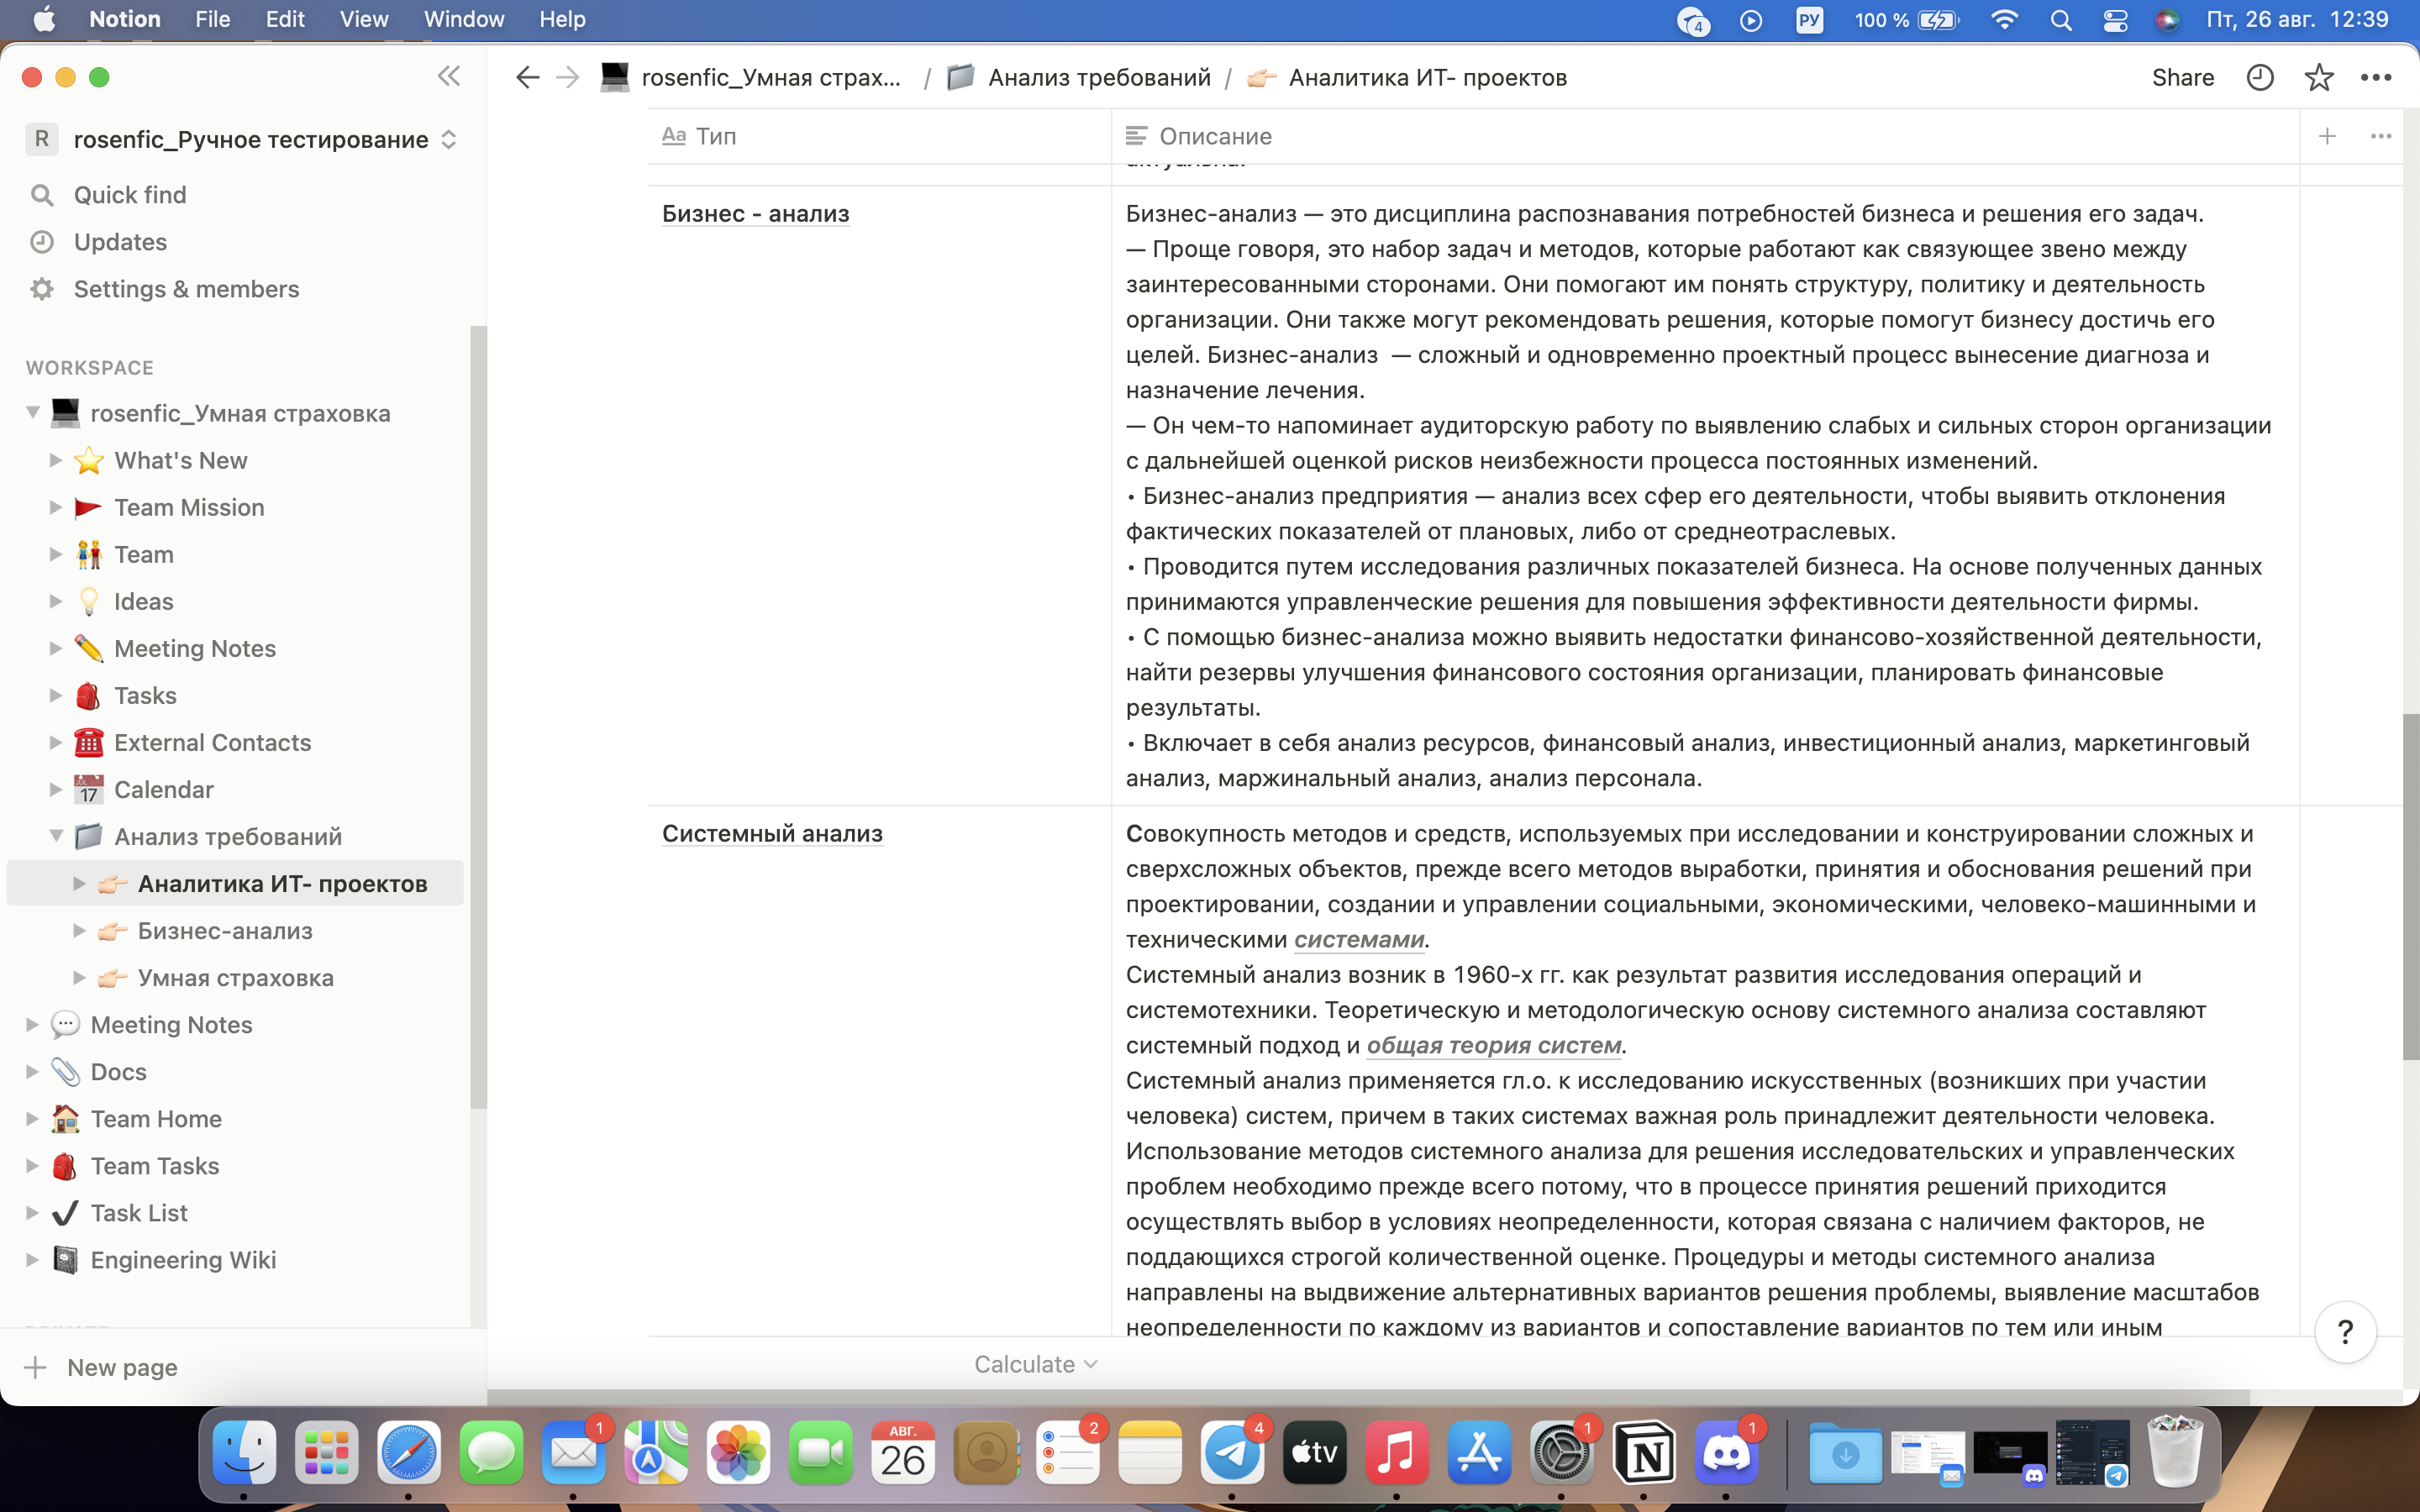 Notion File Edit View Window Help 4 РУ 100 % Пт, 26 авг. 12:39
rosenfic_Умная страх... / Анализ требований / Аналитика ИТ- проектов Share
R rosenfic_Ручное тестирование
Quick find
Updates
Settings & members
WORKSPACE
rosenfic_Умная страховка
What's New
Team Mission
Team
Ideas
Meeting Notes
Tasks
External Contacts
17 Calendar
Анализ требований
Аналитика ИТ- проектов
Бизнес-анализ
Умная страховка
Meeting Notes
Docs
Team Home
Team Tasks
Task List
Engineering Wiki
New page
Aa Тип Описание
актуальна.
Бизнес - анализ
Бизнес-анализ — это дисциплина распознавания потребностей бизнеса и решения его задач.
— Проще говоря, это набор задач и методов, которые работают как связующее звено между
заинтересованными сторонами. Они помогают им понять структуру, политику и деятельность
организации. Они также могут рекомендовать решения, которые помогут бизнесу достичь его
целей. Бизнес-анализ — сложный и одновременно проектный процесс вынесение диагноза и
назначение лечения.
— Он чем-то напоминает аудиторскую работу по выявлению слабых и сильных сторон организации
с дальнейшей оценкой рисков неизбежности процесса постоянных изменений.
• Бизнес-анализ предприятия — анализ всех сфер его деятельности, чтобы выявить отклонения
фактических показателей от плановых, либо от среднеотраслевых.
• Проводится путем исследования различных показателей бизнеса. На основе полученных данных
принимаются управленческие решения для повышения эффективности деятельности фирмы.
• С помощью бизнес-анализа можно выявить недостатки финансово-хозяйственной деятельности,
найти резервы улучшения финансового состояния организации, планировать финансовые
результаты.
• Включает в себя анализ ресурсов, финансовый анализ, инвестиционный анализ, маркетинговый
анализ, маржинальный анализ, анализ персонала.
Системный анализ
Совокупность методов и средств, используемых при исследовании и конструировании сложных и
сверхсложных объектов, прежде всего методов выработки, принятия и обоснования решений при
проектировании, создании и управлении социальными, экономическими, человеко-машинными и
техническими системами.
Системный анализ возник в 1960-х гг. как результат развития исследования операций и
системотехники. Теоретическую и методологическую основу системного анализа составляют
системный подход и общая теория систем.
Системный анализ применяется гл.о. к исследованию искусственных (возникших при участии
человека) систем, причем в таких системах важная роль принадлежит деятельности человека.
Использование методов системного анализа для решения исследовательских и управленческих
проблем необходимо прежде всего потому, что в процессе принятия решений приходится
осуществлять выбор в условиях неопределенности, которая связана с наличием факторов, не
поддающихся строгой количественной оценке. Процедуры и методы системного анализа
направлены на выдвижение альтернативных вариантов решения проблемы, выявление масштабов
неопределенности по каждому из вариантов и сопоставление вариантов по тем или иным
Calculate
?
1 АВГ. 26 2 4 tv 1 1